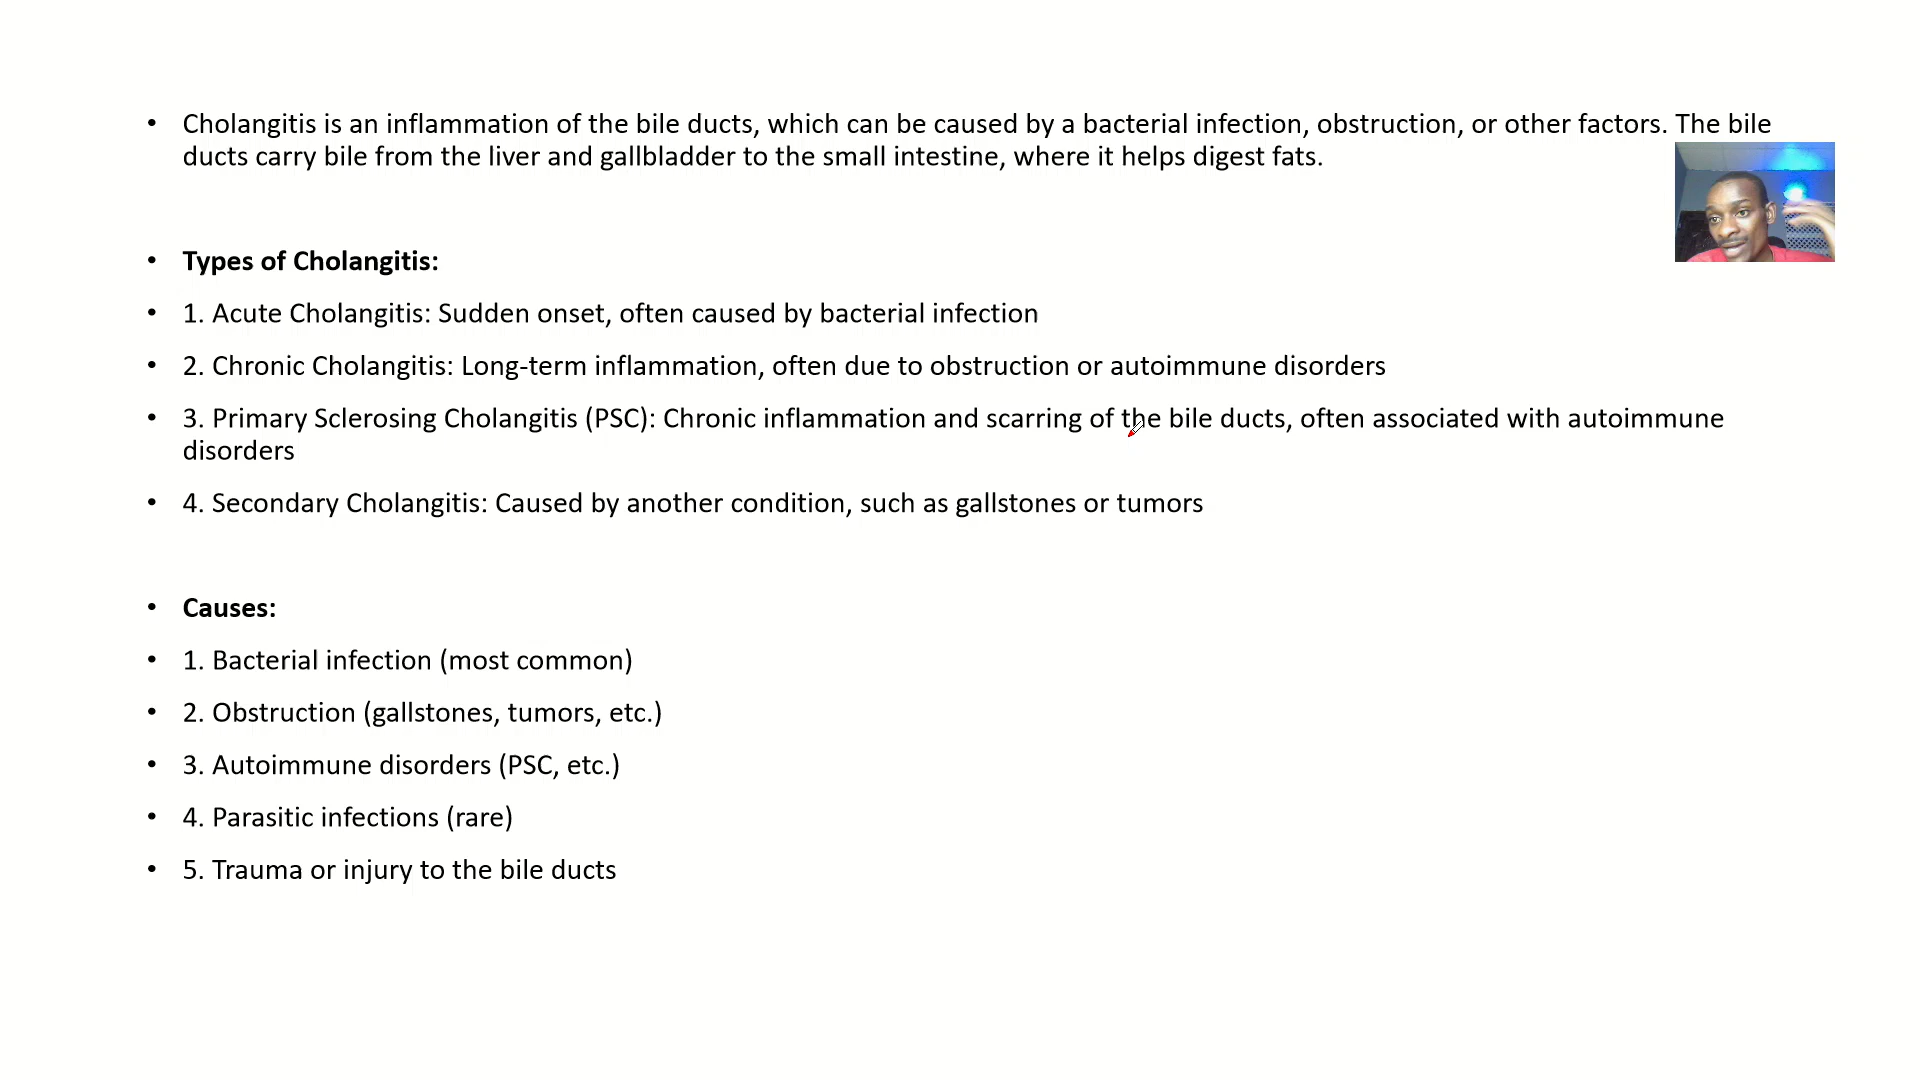 • Cholangitis is an inflammation of the bile ducts, which can be caused by a bacterial infection, obstruction, or other factors. The bile
ducts carry bile from the liver and gallbladder to the small intestine, where it helps digest fats.
• Types of Cholangitis:
• 1. Acute Cholangitis: Sudden onset, often caused by bacterial infection
• 2. Chronic Cholangitis: Long-term inflammation, often due to obstruction or autoimmune disorders
• 3. Primary Sclerosing Cholangitis (PSC): Chronic inflammation and scarring of the bile ducts, often associated with autoimmune
disorders
• 4. Secondary Cholangitis: Caused by another condition, such as gallstones or tumors
• Causes:
• 1. Bacterial infection (most common)
• 2. Obstruction (gallstones, tumors, etc.)
• 3. Autoimmune disorders (PSC, etc.)
• 4. Parasitic infections (rare)
• 5. Trauma or injury to the bile ducts